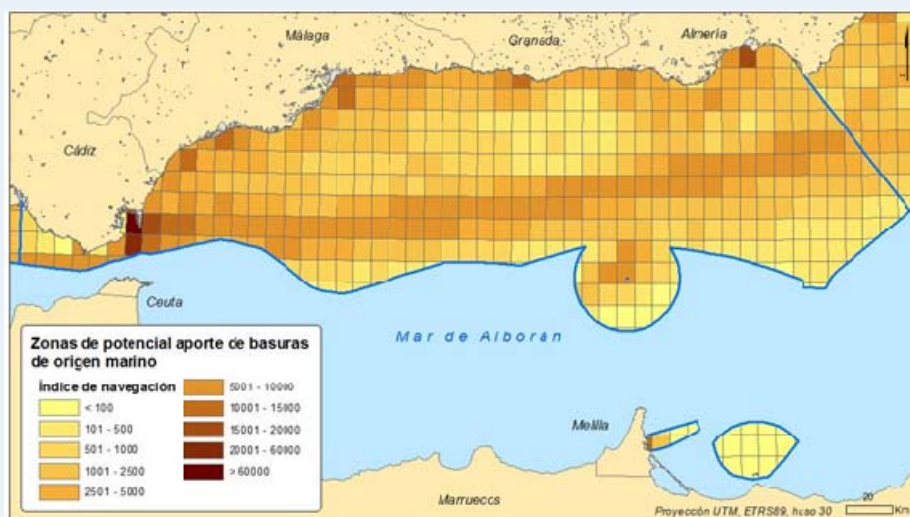 Málaga
Granada
Almería
Cádiz
Ceuta
Mar de Alborán
Melilla
Marruecos
Zonas de potencial aporte de basuras
de origen marino
Índice de navegación
< 100
101 - 500
501 - 1000
1001 - 2500
2501 - 5000
5001 - 10000
10001 - 15000
15001 - 20000
20001 - 60000
> 60000
20
Km
Proyección UTM, ETRS89, huso 30